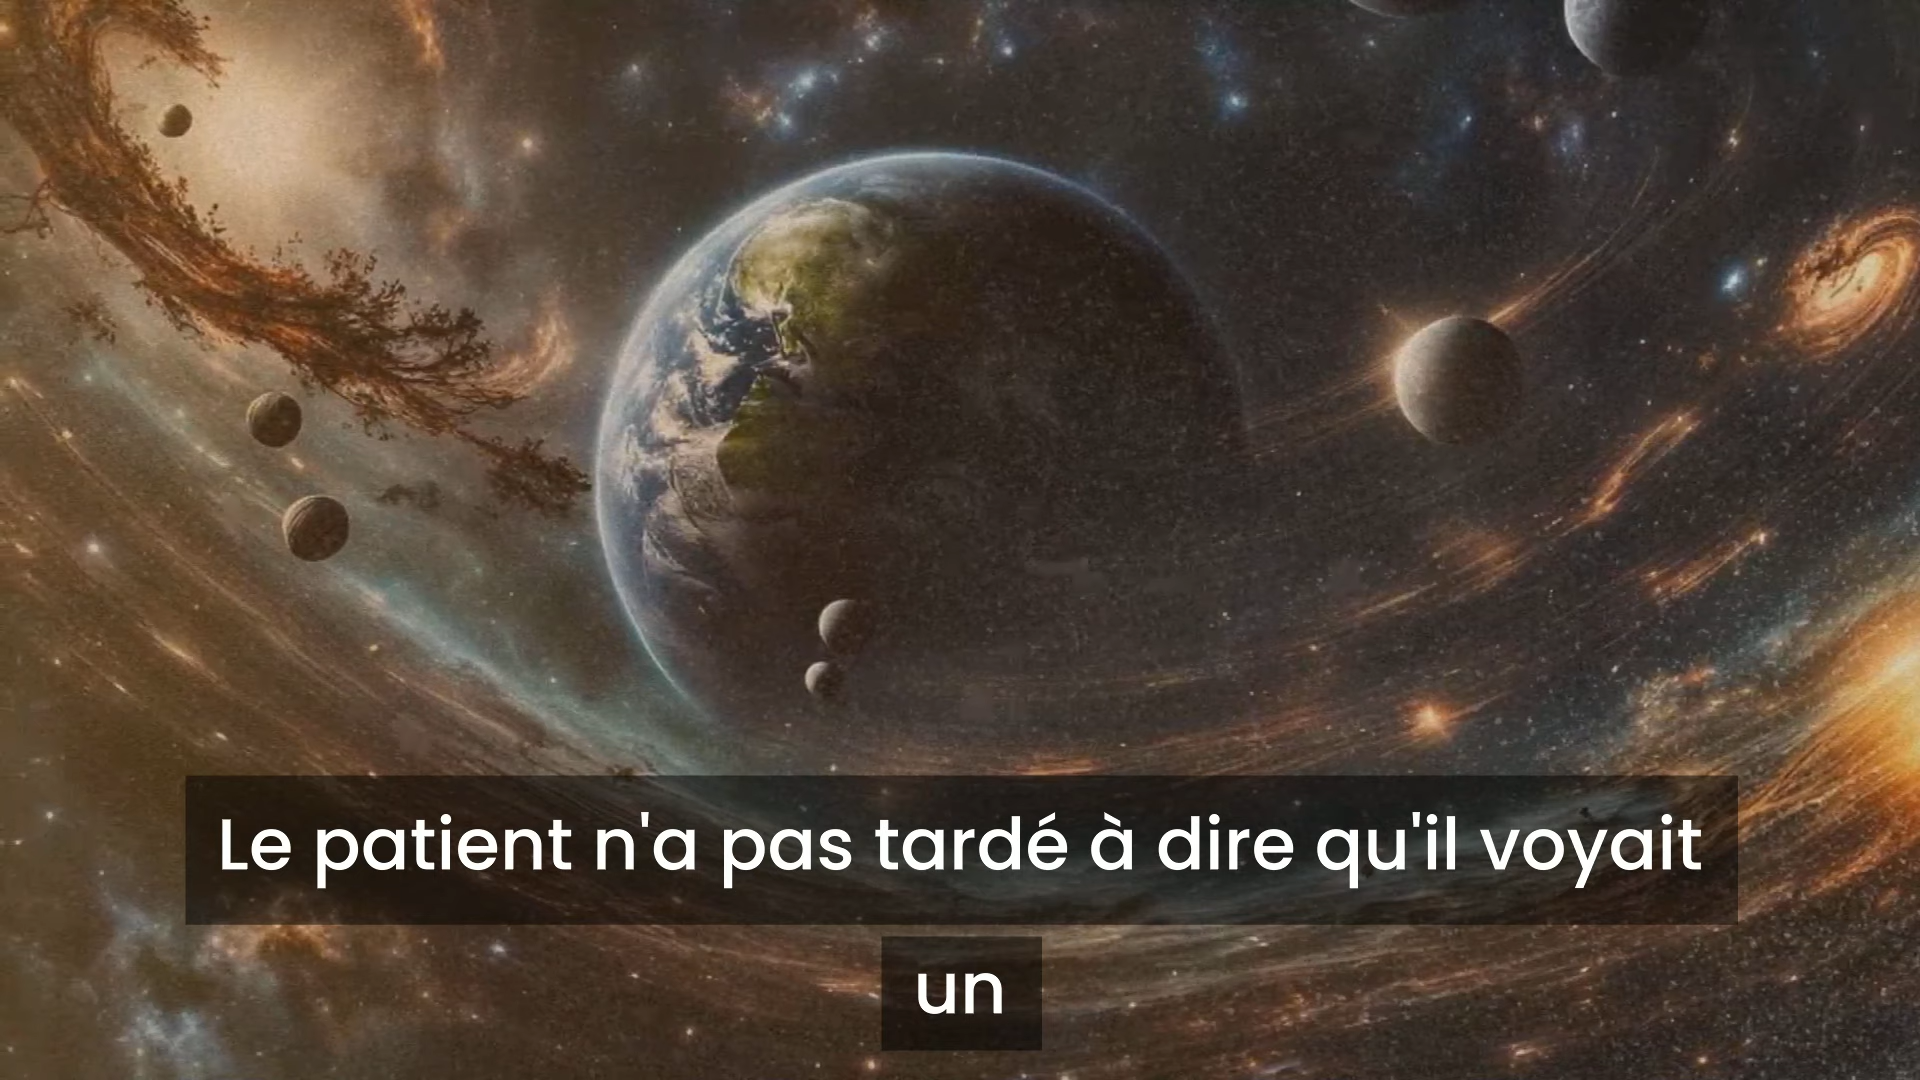 Le patient n'a pas tardé à dire qu'il voyait
un